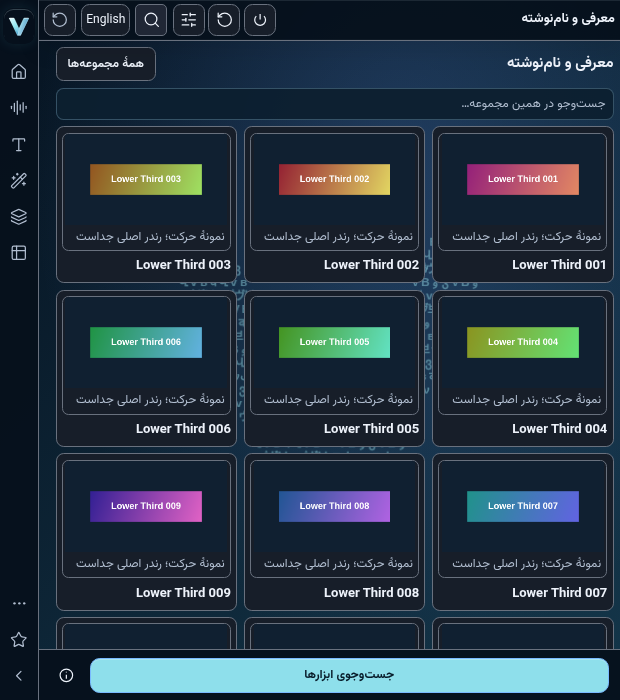 معرفی و نام‌نوشته
English
معرفی و نام‌نوشته
همهٔ مجموعه‌ها
جست‌وجو در همین مجموعه...
Lower Third 001
نمونهٔ حرکت؛ رندر اصلی جداست
Lower Third 001
Lower Third 002
نمونهٔ حرکت؛ رندر اصلی جداست
Lower Third 002
Lower Third 003
نمونهٔ حرکت؛ رندر اصلی جداست
Lower Third 003
Lower Third 004
نمونهٔ حرکت؛ رندر اصلی جداست
Lower Third 004
Lower Third 005
نمونهٔ حرکت؛ رندر اصلی جداست
Lower Third 005
Lower Third 006
نمونهٔ حرکت؛ رندر اصلی جداست
Lower Third 006
Lower Third 007
نمونهٔ حرکت؛ رندر اصلی جداست
Lower Third 007
Lower Third 008
نمونهٔ حرکت؛ رندر اصلی جداست
Lower Third 008
Lower Third 009
نمونهٔ حرکت؛ رندر اصلی جداست
Lower Third 009
جست‌وجوی ابزارها